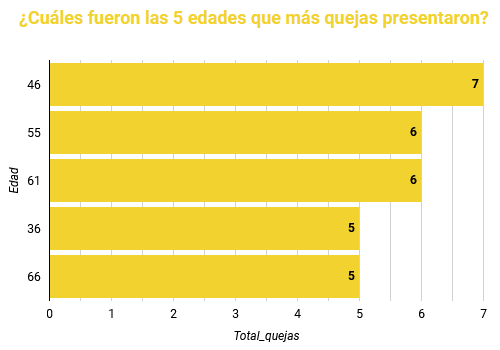 ¿Cuáles fueron las 5 edades que más quejas presentaron?
46
7
55
6
Edad
61
6
36
5
66
5
0 1 2 3 4 5 6 7
Total_quejas